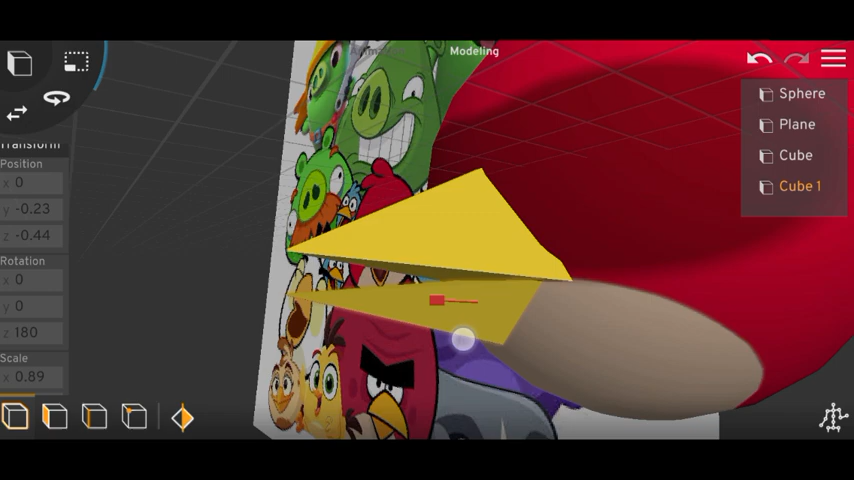 Modeling
Sphere
Plane
Cube
Cube 1
Transform
Position
x 0
y -0.23
z -0.44
Rotation
x 0
y 0
z 180
Scale
x 0.89